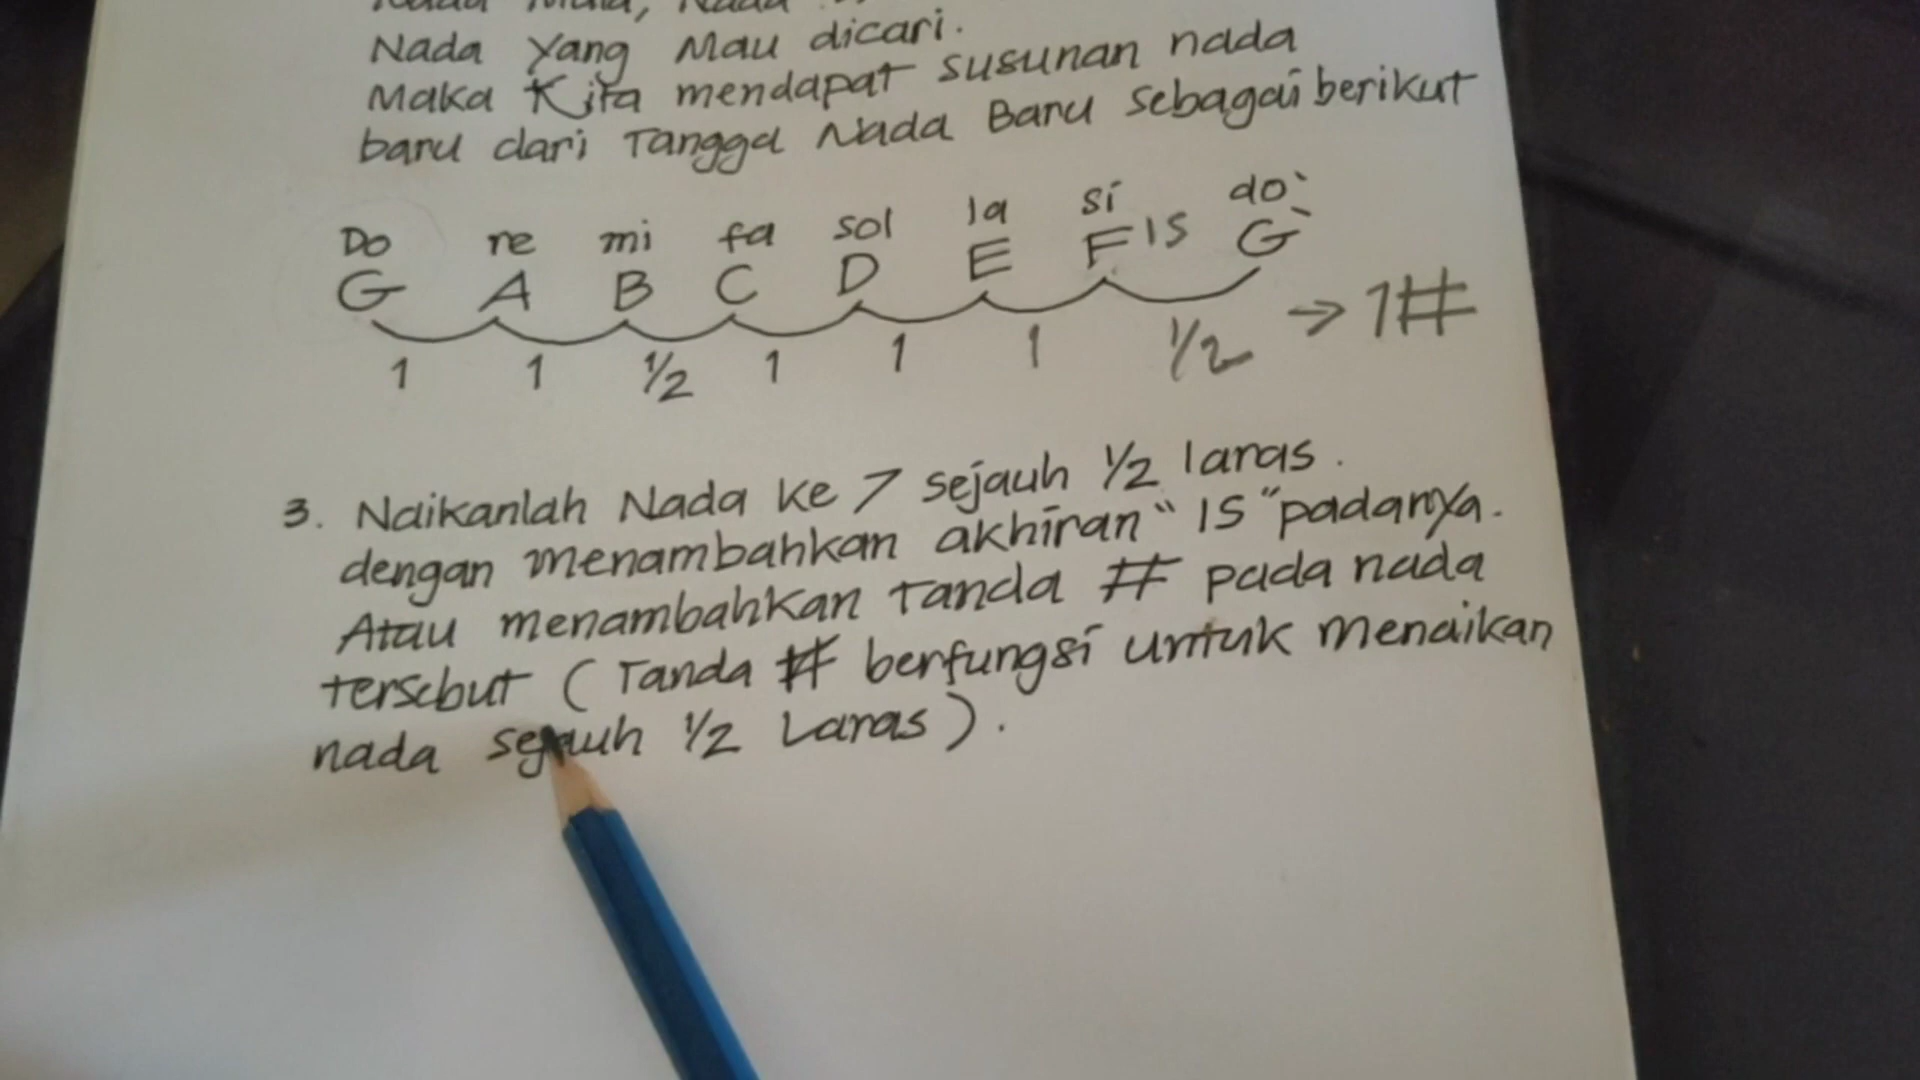 Nada Yang Mau dicari.
Maka Kita mendapat susunan nada
baru dari Tangga Nada Baru sebagai berikut
Do re mi fa sol la si do`
G A B C D E FIS G`
1 1 1/2 1 1 1 1/2 → 1#
3. Naikanlah Nada ke 7 sejauh 1/2 laras.
dengan menambahkan akhiran "IS" padanya.
Atau menambahkan Tanda # pada nada
tersebut (Tanda # berfungsi untuk menaikan
nada sejauh 1/2 Laras).